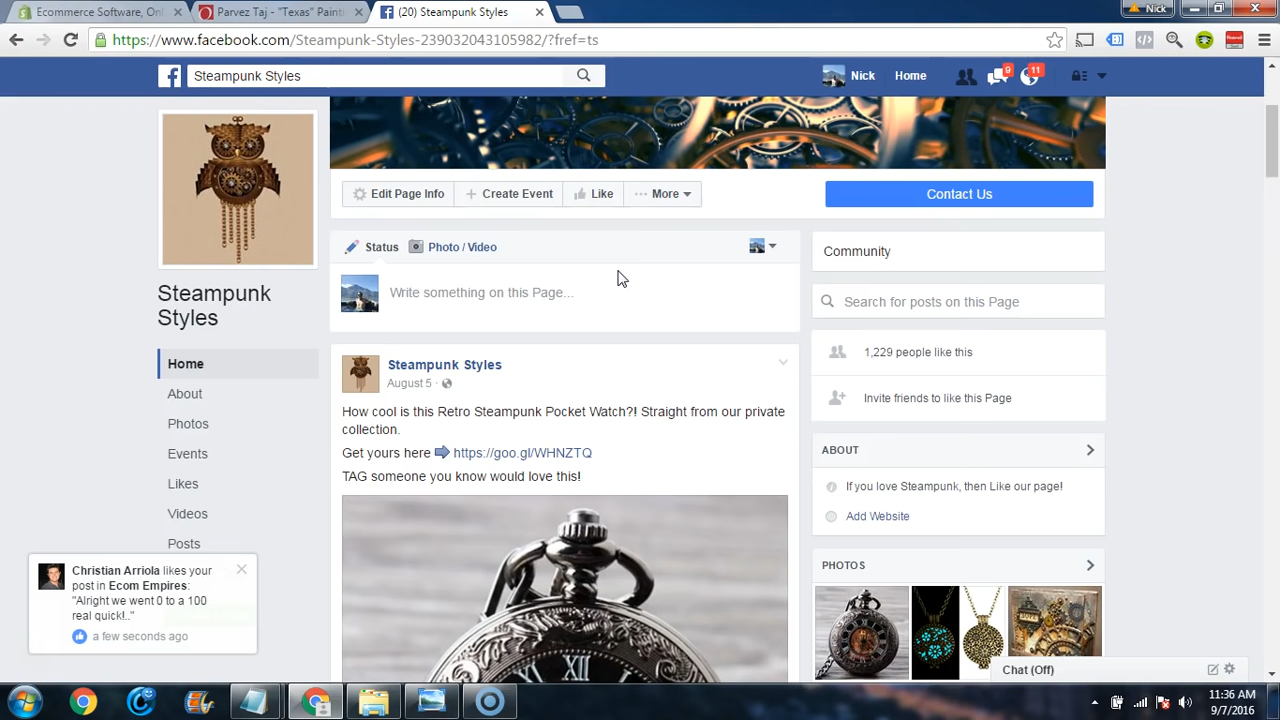 Ecommerce Software, Onl
Parvez Taj - "Texas" Painti
(20) Steampunk Styles
Nick
https://www.facebook.com/Steampunk-Styles-239032043105982/?fref=ts
Steampunk Styles
Nick
Home
9
11
Edit Page Info
Create Event
Like
More
Contact Us
Status
Photo / Video
Write something on this Page...
Community
Search for posts on this Page
Steampunk
Styles
Home
About
Photos
Events
Likes
Videos
Posts
Steampunk Styles
August 5
How cool is this Retro Steampunk Pocket Watch?! Straight from our private
collection.
Get yours here https://goo.gl/WHNZTQ
TAG someone you know would love this!
XII
1,229 people like this
Invite friends to like this Page
ABOUT
If you love Steampunk, then Like our page!
Add Website
PHOTOS
Christian Arriola likes your
post in Ecom Empires:
"Alright we went 0 to a 100
real quick!.."
a few seconds ago
Chat (Off)
11:36 AM
9/7/2016